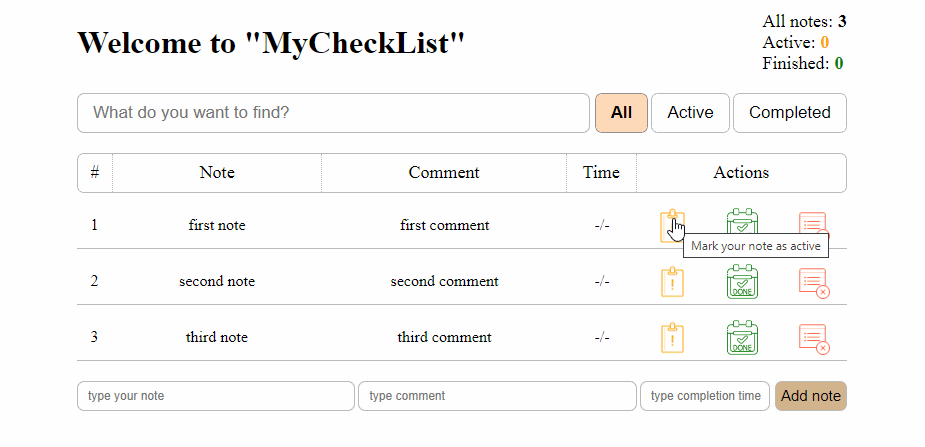 Welcome to "MyCheckList"
All notes: 3
Active: 0
Finished: 0
What do you want to find?
All
Active
Completed
# Note Comment Time Actions
1 first note first comment -/-
Mark your note as active
2 second note second comment -/- DONE
3 third note third comment -/- DONE
type your note
type comment
type completion time
Add note